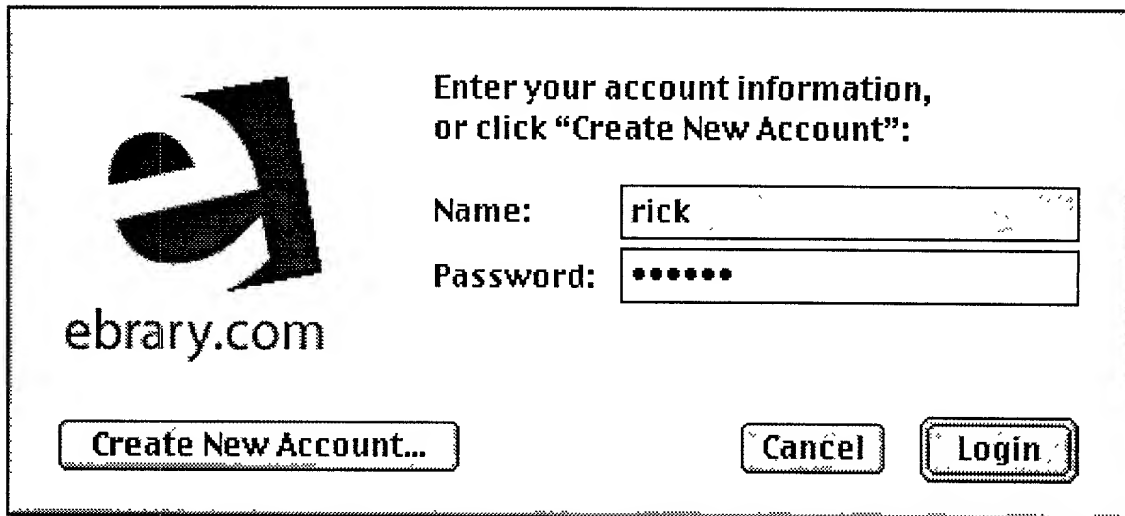 Enter your account information,
or click “Create New Account”:
Name: rick
Password: ••••••
ebrary.com
Create New Account... Cancel Login